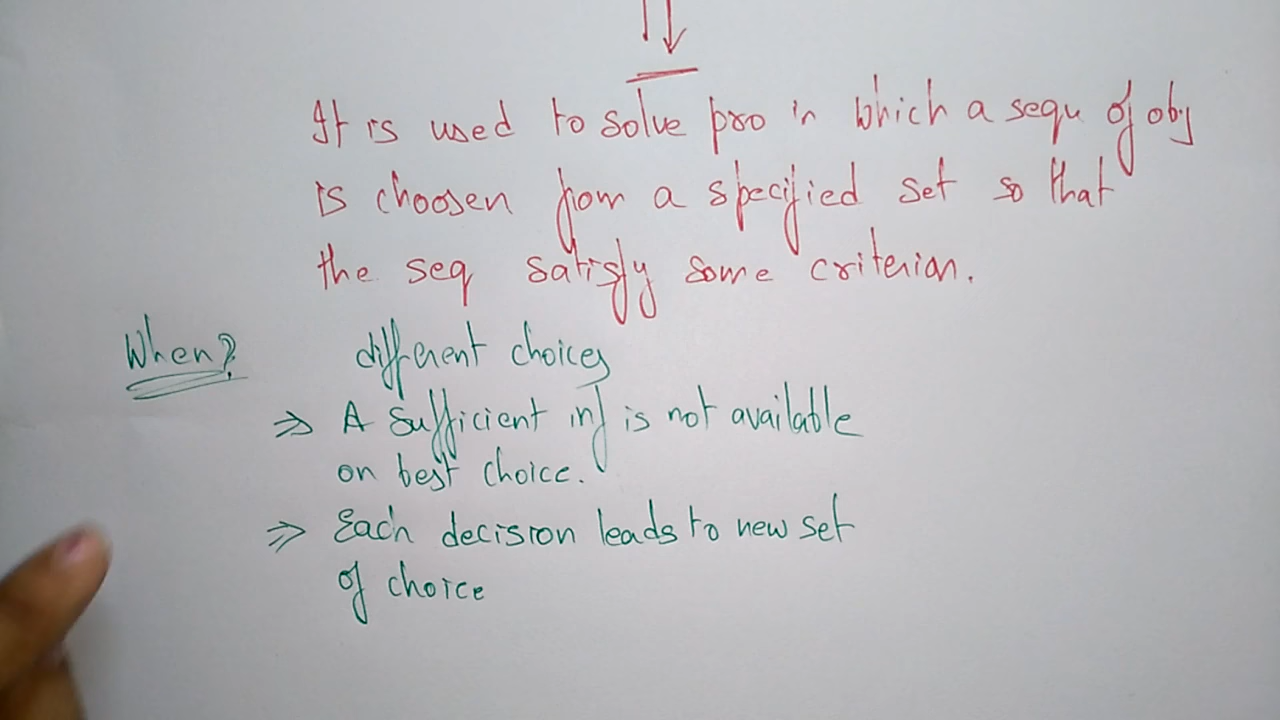 It is used to solve pro in which a sequ of obj
is choosen from a specified set so that
the seq satisfy some criterian.
When? different choices
⇒ A sufficient inf is not available
on best choice.
⇒ Each decision leads to new set
of choice